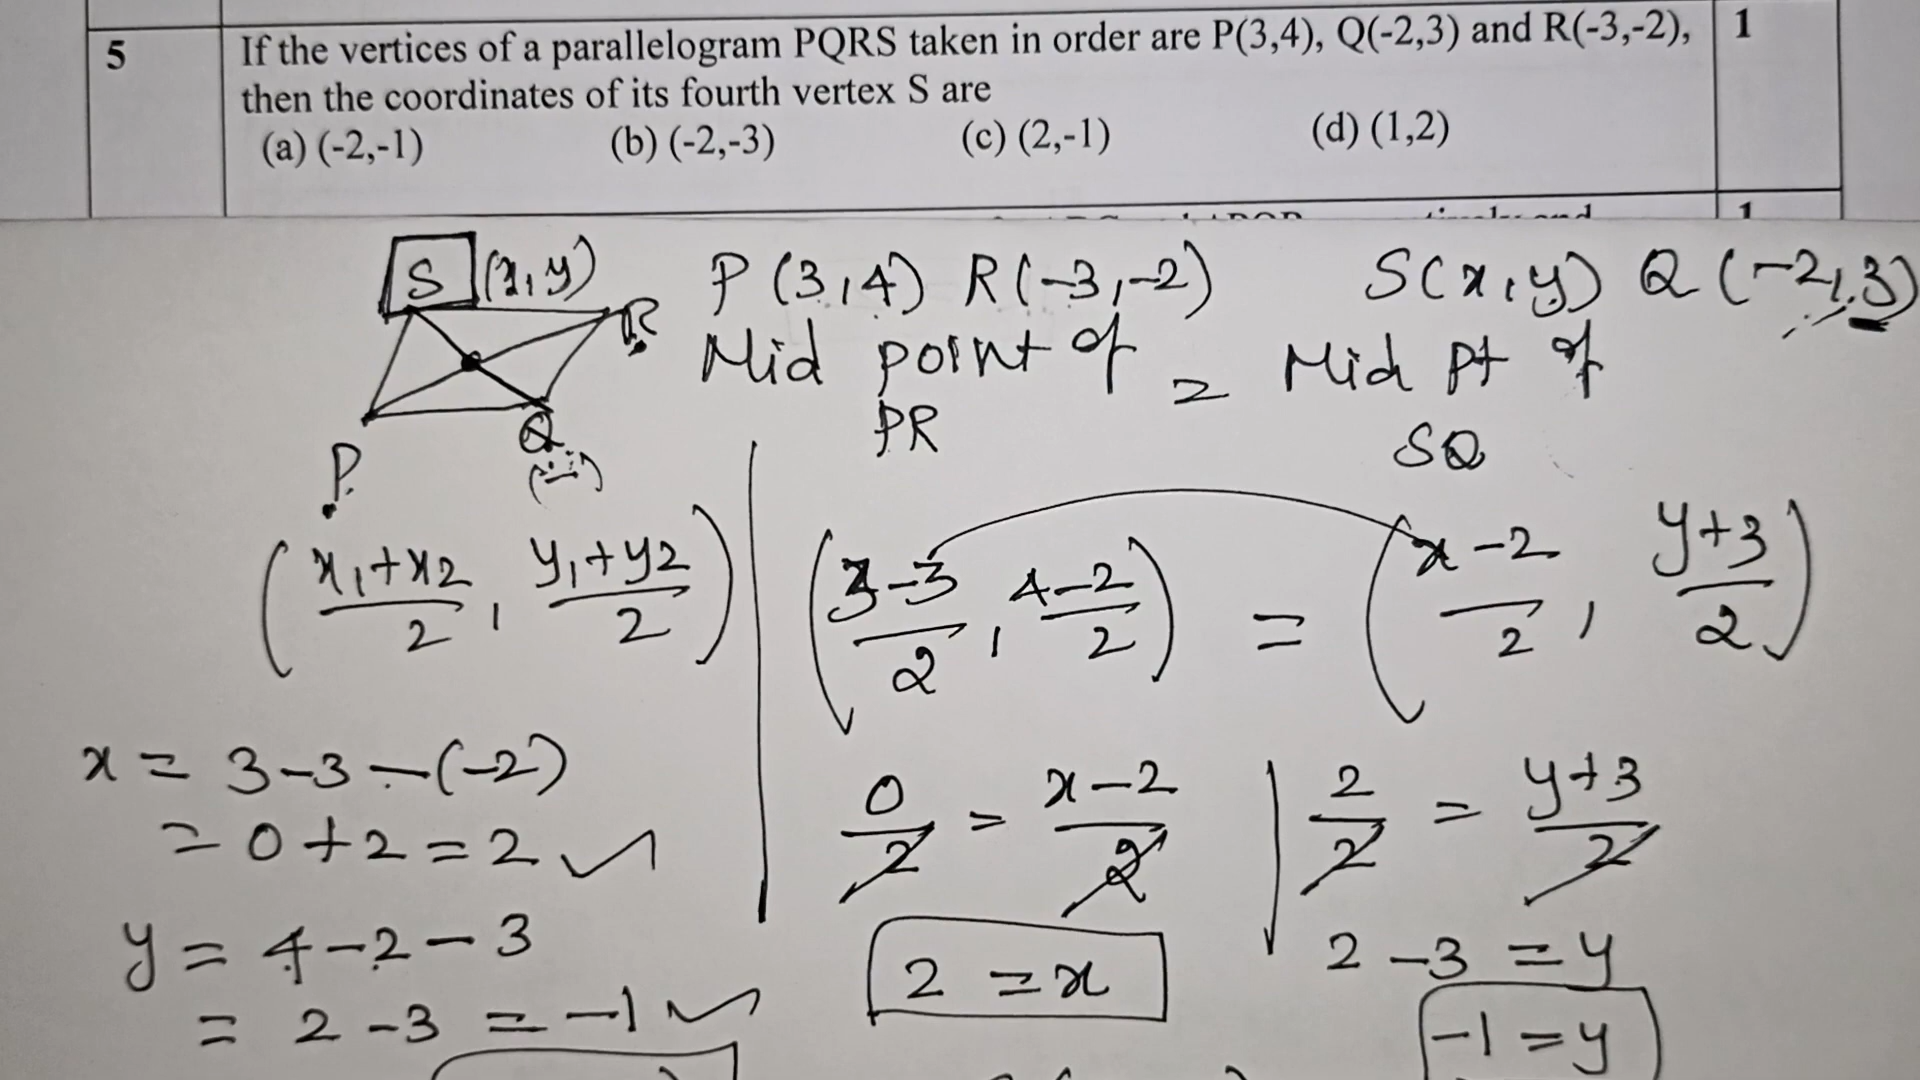 5 If the vertices of a parallelogram PQRS taken in order are P(3,4), Q(-2,3) and R(-3,-2), 1
then the coordinates of its fourth vertex S are
(a) (-2,-1) (b) (-2,-3) (c) (2,-1) (d) (1,2)
1
S (x,y) P (3,4) R(-3,-2) S(x,y) Q (-2,3)
R Mid point of = Mid pt of
Q PR SQ
P
(x₁+x₂/2, y₁+y₂/2) (3-3/2, 4-2/2) = (x-2/2, y+3/2)
x = 3-3-(-2) 0/2 = x-2/2 2/2 = y+3/2
= 0+2 = 2 ✓
y = 4-2-3 2 = x 2-3 = y
= 2-3 = -1 ✓ -1 = y